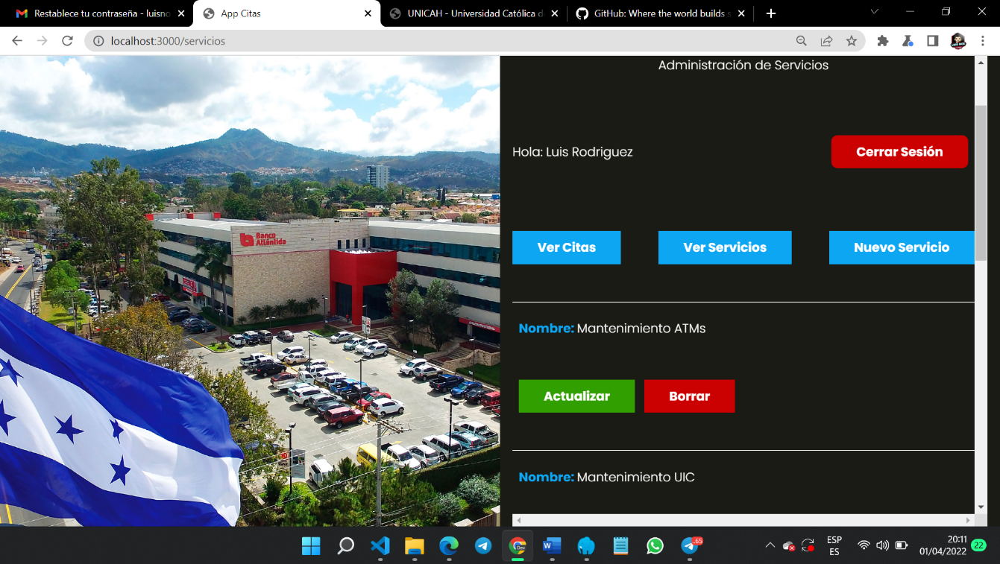 Restablece tu contraseña - luisno
App Citas
UNICAH - Universidad Católica d
GitHub: Where the world builds s
localhost:3000/servicios
Administración de Servicios
Hola: Luis Rodriguez
Cerrar Sesión
Banco
Atlántida
Ver Citas
Ver Servicios
Nuevo Servicio
Nombre: Mantenimiento ATMs
Actualizar
Borrar
Nombre: Mantenimiento UIC
Dev
W
65
ESP
ES
20:11
01/04/2022
22